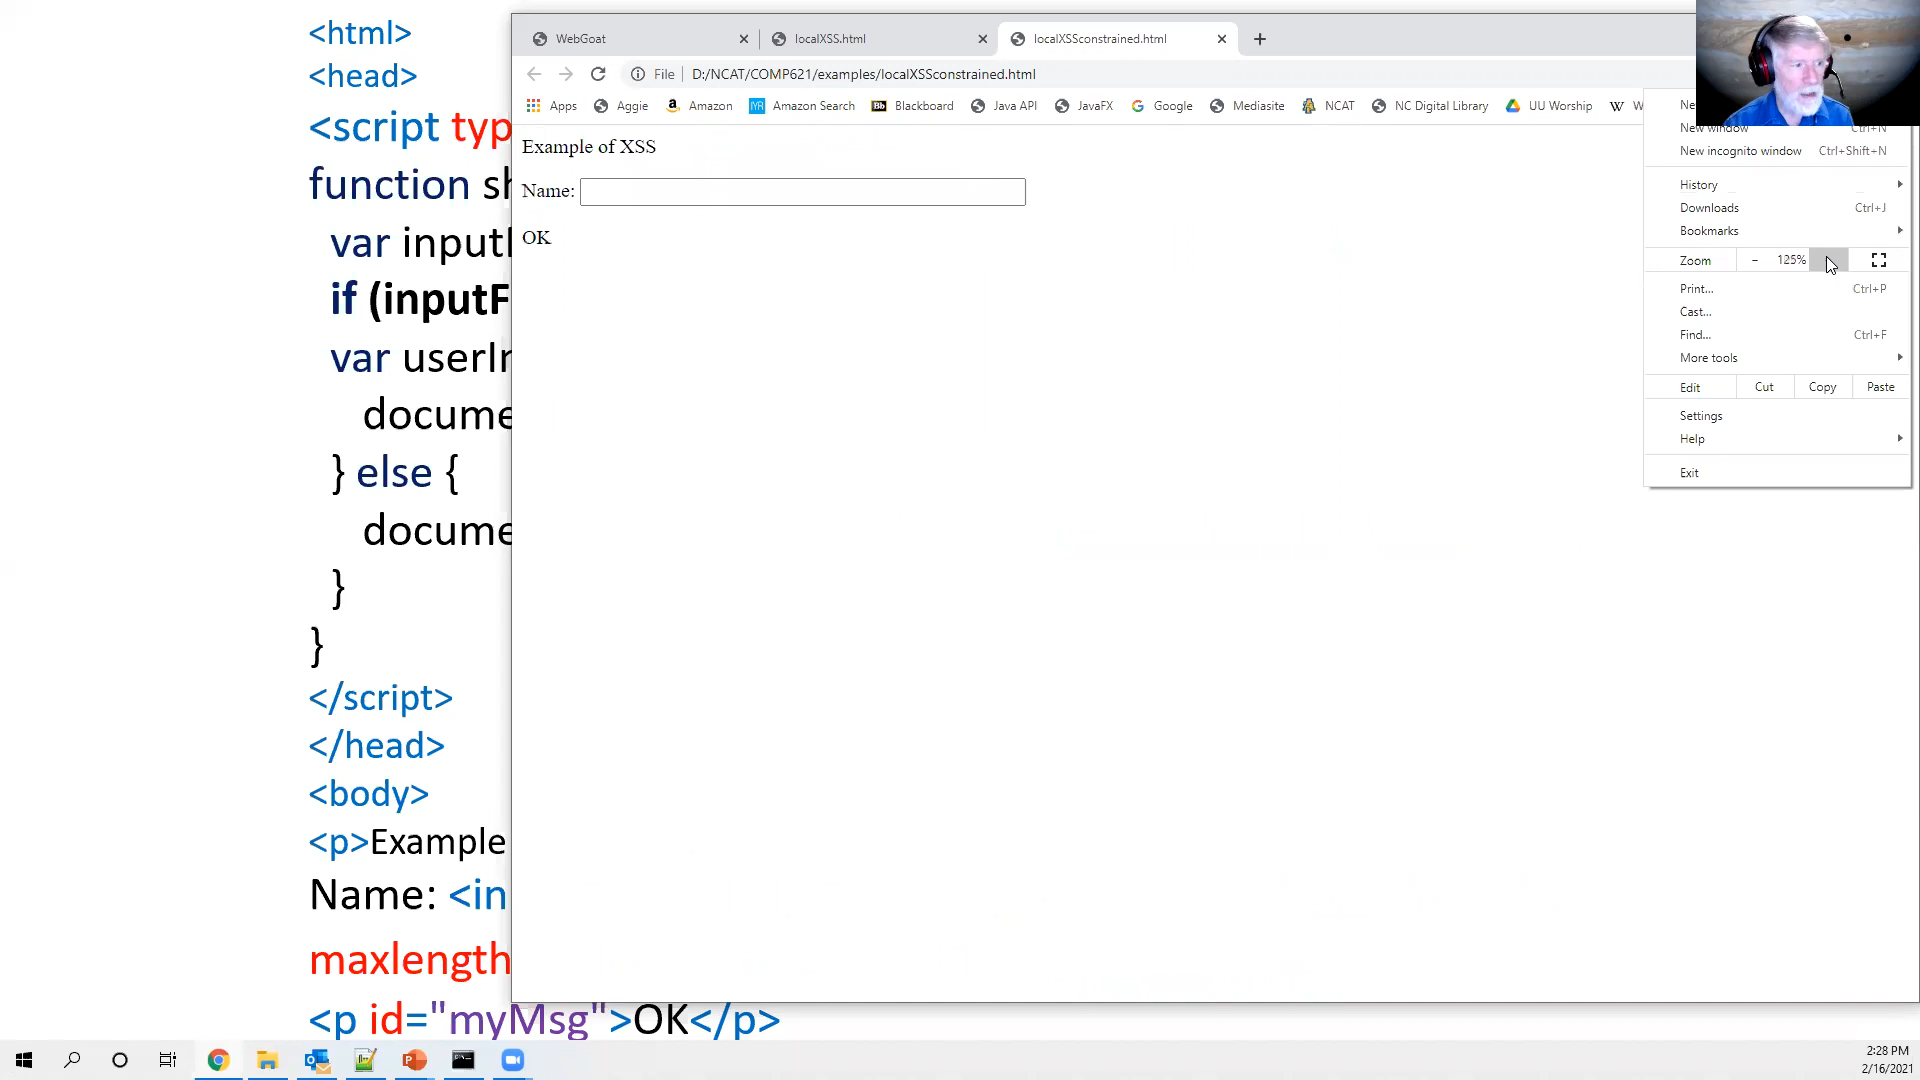 <html>
<head>
<script typ
function sh
var input
if (inputF
var userIn
docume
} else {
docume
}
}
</script>
</head>
<body>
<p>Example
Name: <in
maxlength
<p id="myMsg">OK</p>
WebGoat
localXSS.html
localXSSconstrained.html
File
D:/NCAT/COMP621/examples/localXSSconstrained.html
Apps
Aggie
Amazon
Amazon Search
Blackboard
Java API
JavaFX
Google
Mediasite
NCAT
NC Digital Library
UU Worship
W
Example of XSS
Name:
OK
Ne
New window Ctrl+N
New incognito window Ctrl+Shift+N
History
Downloads Ctrl+J
Bookmarks
Zoom - 125%
Print... Ctrl+P
Cast...
Find... Ctrl+F
More tools
Edit Cut Copy Paste
Settings
Help
Exit
2:28 PM
2/16/2021